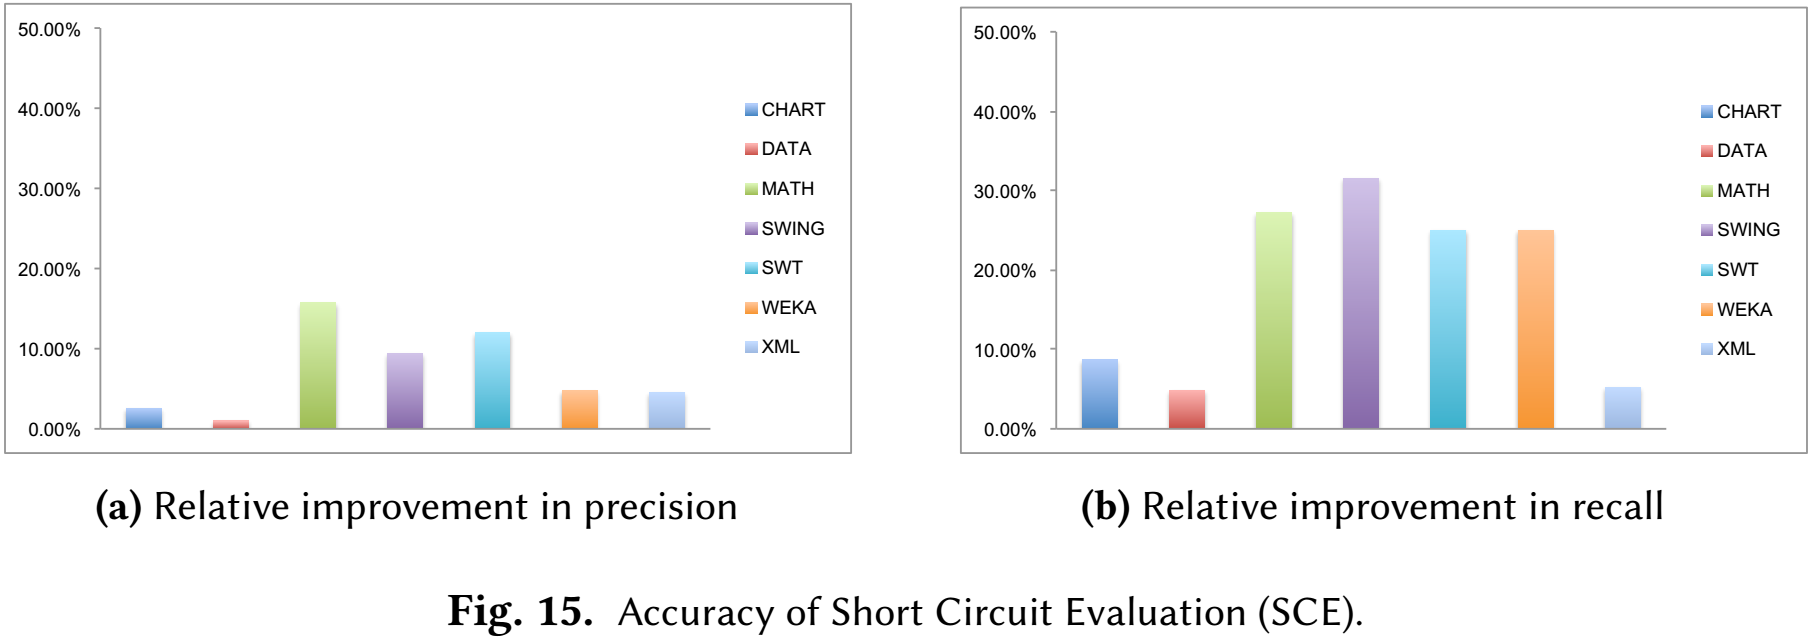 50.00%
40.00%
30.00%
20.00%
10.00%
0.00%
CHART
DATA
MATH
SWING
SWT
WEKA
XML
(a) Relative improvement in precision
50.00%
40.00%
30.00%
20.00%
10.00%
0.00%
CHART
DATA
MATH
SWING
SWT
WEKA
XML
(b) Relative improvement in recall
Fig. 15. Accuracy of Short Circuit Evaluation (SCE).